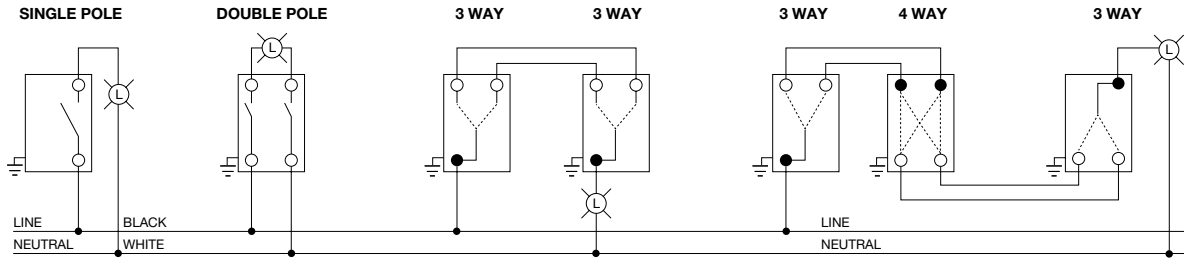 SINGLE POLE
DOUBLE POLE
3 WAY
3 WAY
3 WAY
4 WAY
3 WAY
L
L
L
L
LINE
BLACK
LINE
NEUTRAL
WHITE
NEUTRAL